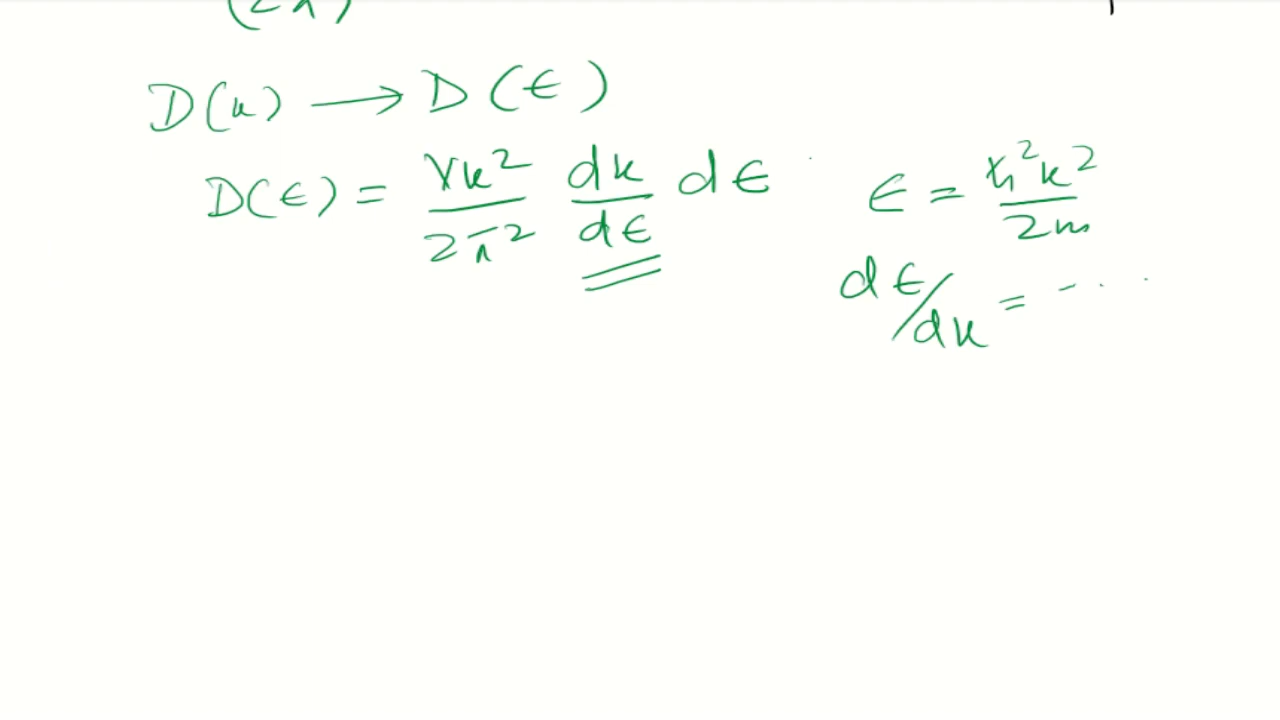 D(k) ⟶ D(ε)
D(ε) = Vk²/2π² dk/dε dε
ε = ℏ²k²/2m
dε/dk = - . . .